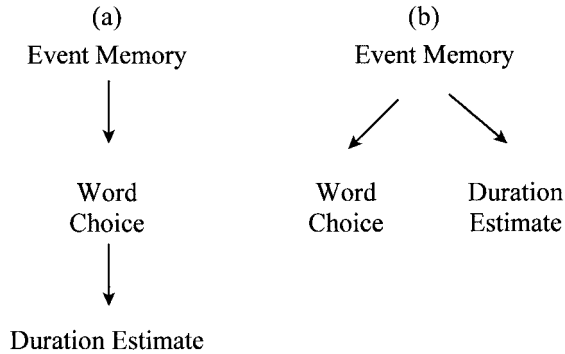 (a)
Event Memory
Word
Choice
Duration Estimate
(b)
Event Memory
Word
Choice
Duration
Estimate